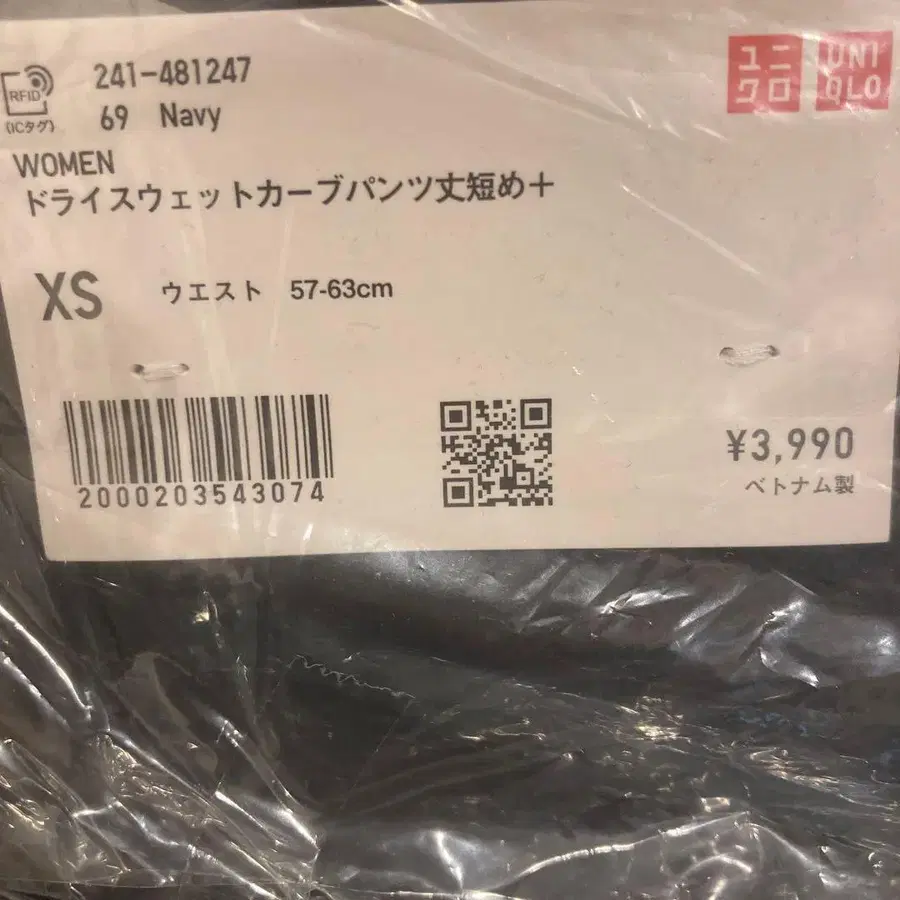 RFID
(ICタグ)
241-481247
69 Navy
ユニ
クロ
UNI
QLO
WOMEN
ドライスウェットカーブパンツ丈短め+
XS ウエスト 57-63cm
2000203543074
¥3,990
ベトナム製